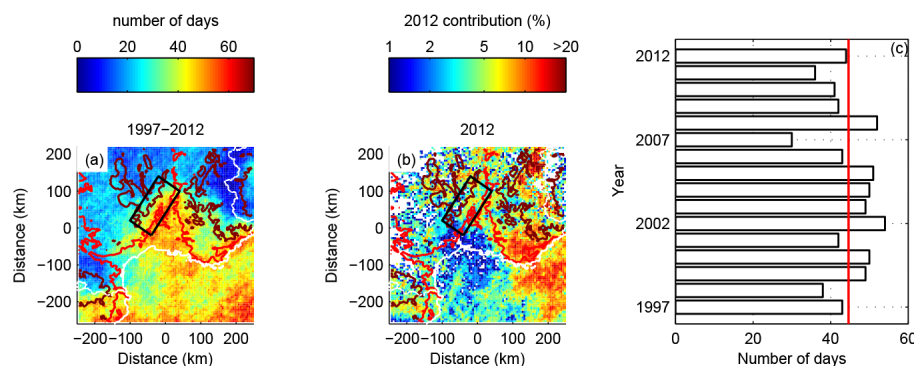 number of days
0 20 40 60
1997−2012
(a)
200
100
0
−100
−200
Distance (km)
−200 −100 0 100 200
Distance (km)
2012 contribution (%)
1 2 5 10 >20
2012
(b)
200
100
0
−100
−200
Distance (km)
−200 −100 0 100 200
Distance (km)
(c)
2012
2007
2002
1997
Year
0 20 40 60
Number of days